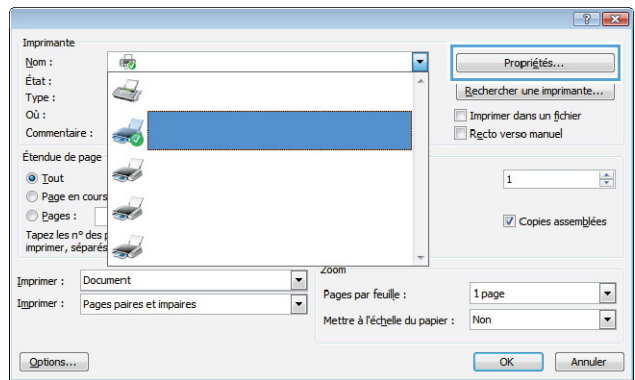 Imprimante
Nom :
Propriétés...
État :
Type :
Rechercher une imprimante...
Où :
Imprimer dans un fichier
Commentaire :
Recto verso manuel
Étendue de page
Tout
1
Page en cours
Pages :
Copies assemblées
Tapez les n° des
imprimer, séparés
Zoom
Imprimer : Document
Pages par feuille : 1 page
Imprimer : Pages paires et impaires
Mettre à l'échelle du papier : Non
Options...
OK
Annuler